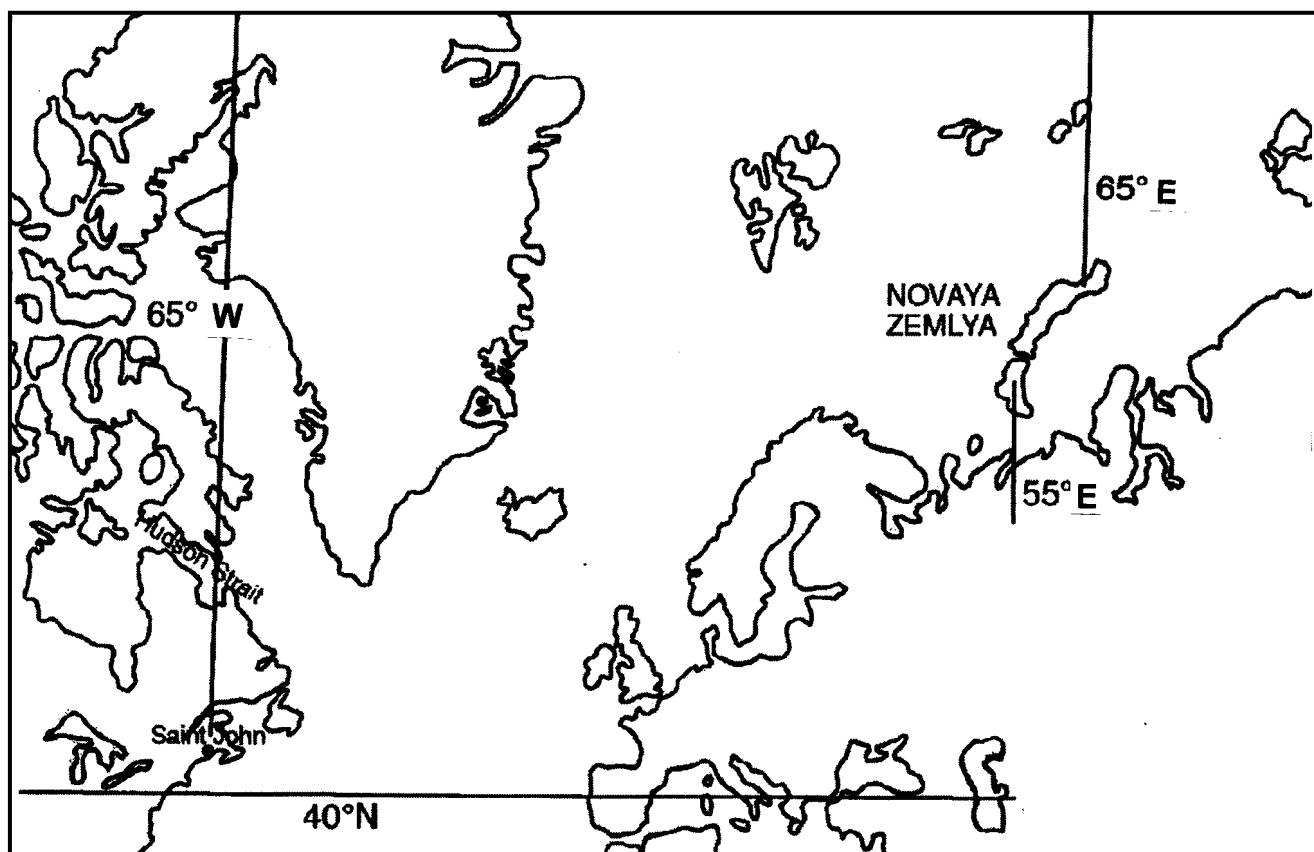 65° E
NOVAYA
ZEMLYA
65° W
55° E
Hudson Strait
Saint John
40°N